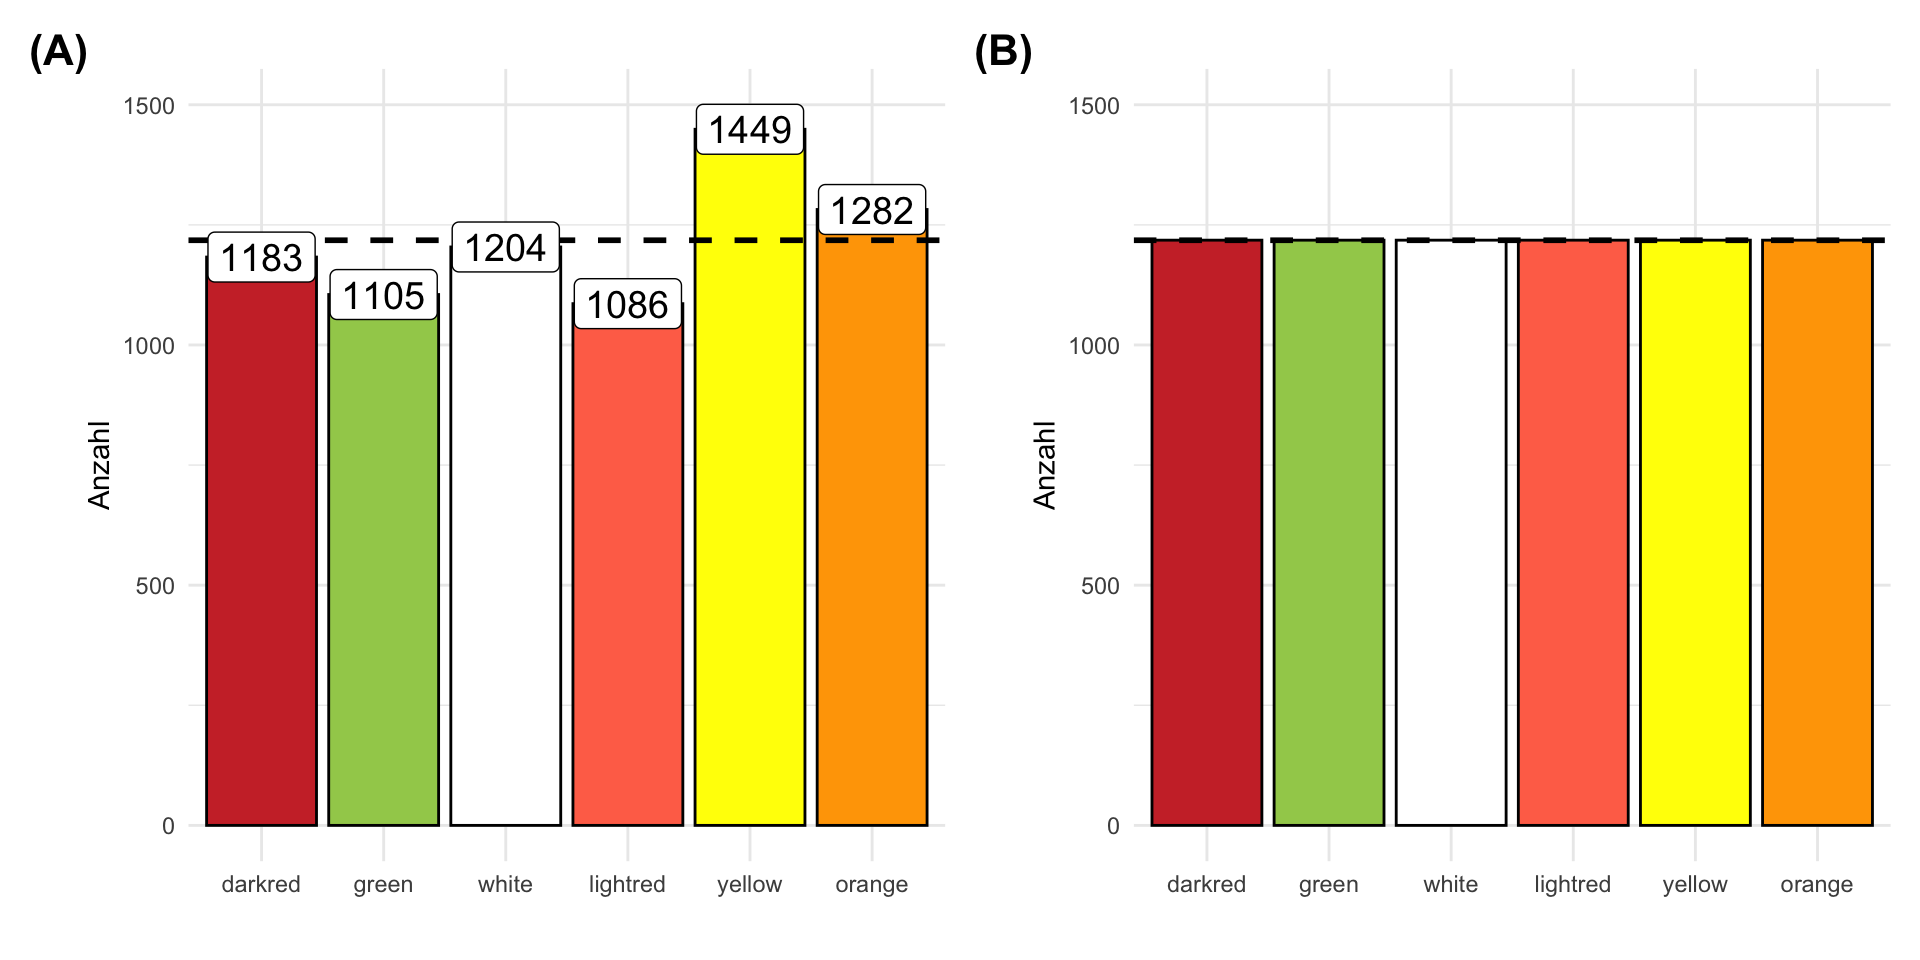 (A)
Anzahl
1500
1000
500
0
1183
1105
1204
1086
1449
1282
darkred green white lightred yellow orange
(B)
Anzahl
1500
1000
500
0
darkred green white lightred yellow orange